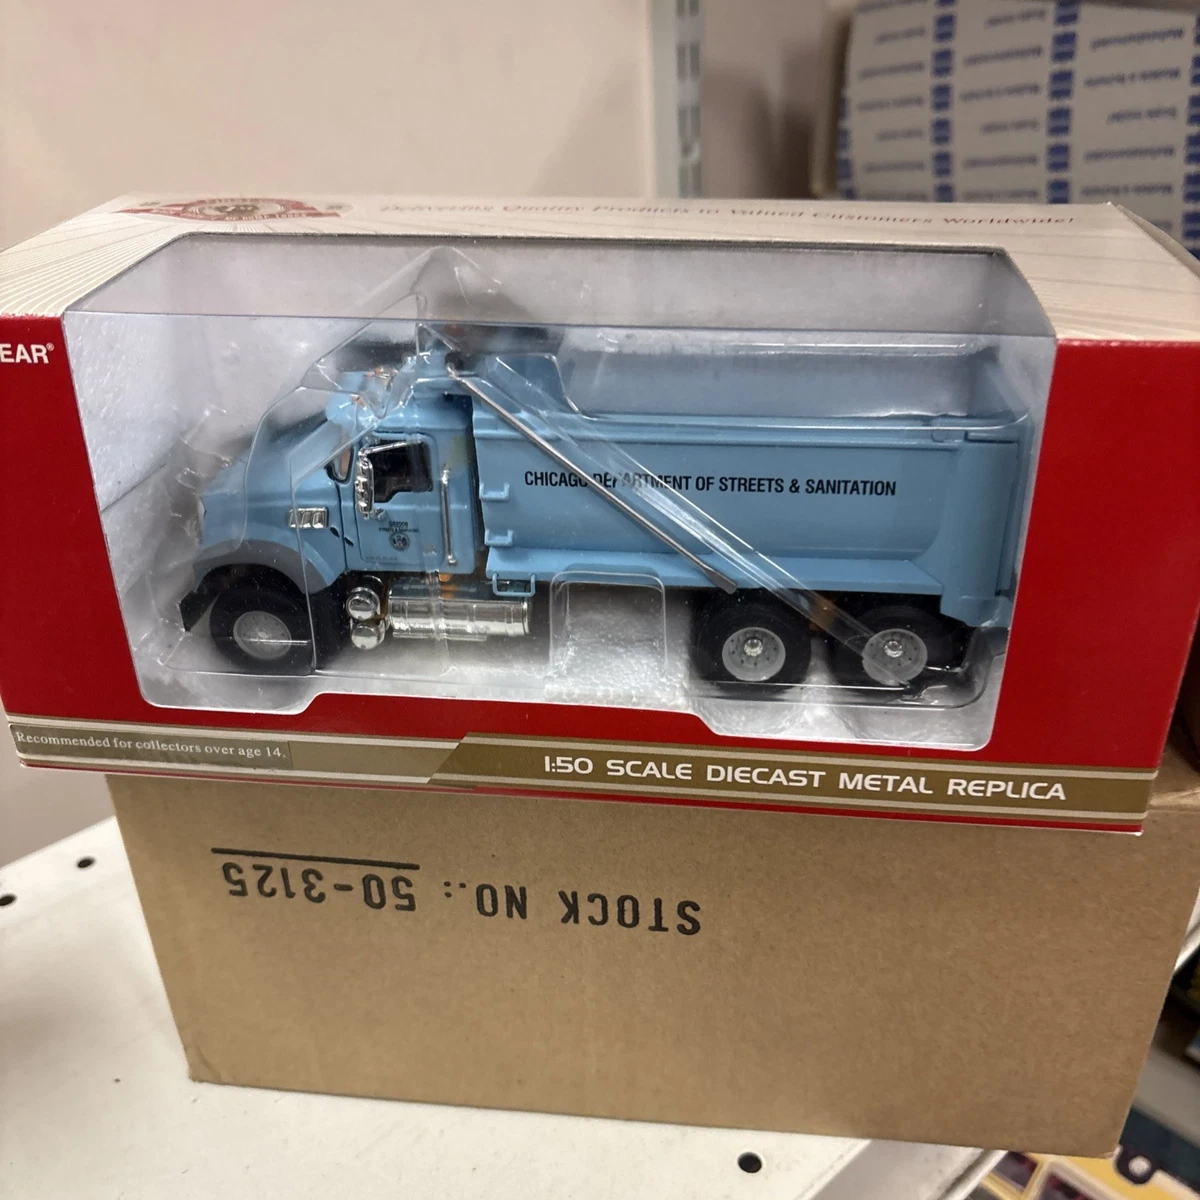 Delivering Quality Products to Valued Customers Worldwide!
EAR®
CHICAGO DEPARTMENT OF STREETS & SANITATION
Recommended for collectors over age 14.
1:50 SCALE DIECAST METAL REPLICA
STOCK NO.: 50-3125